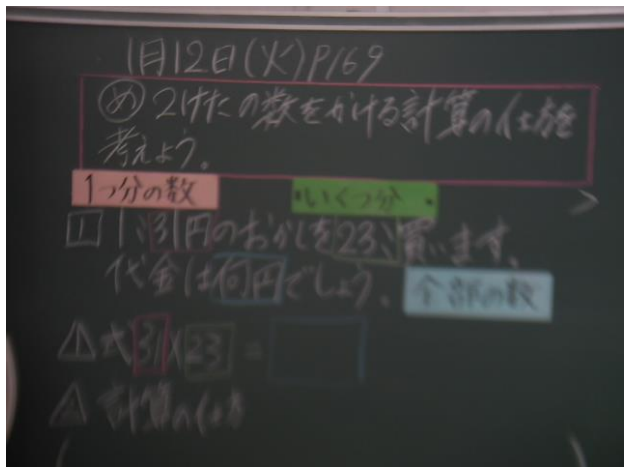 1月12日(火)P169
め 2けたの数をかける計算の仕方を
考えよう。
1つ分の数 いくつ分
1 1こ31円のおかしを23こ買います。
代金は何円でしょう。 全部の数
1 式 31×23=
2 計算の仕方